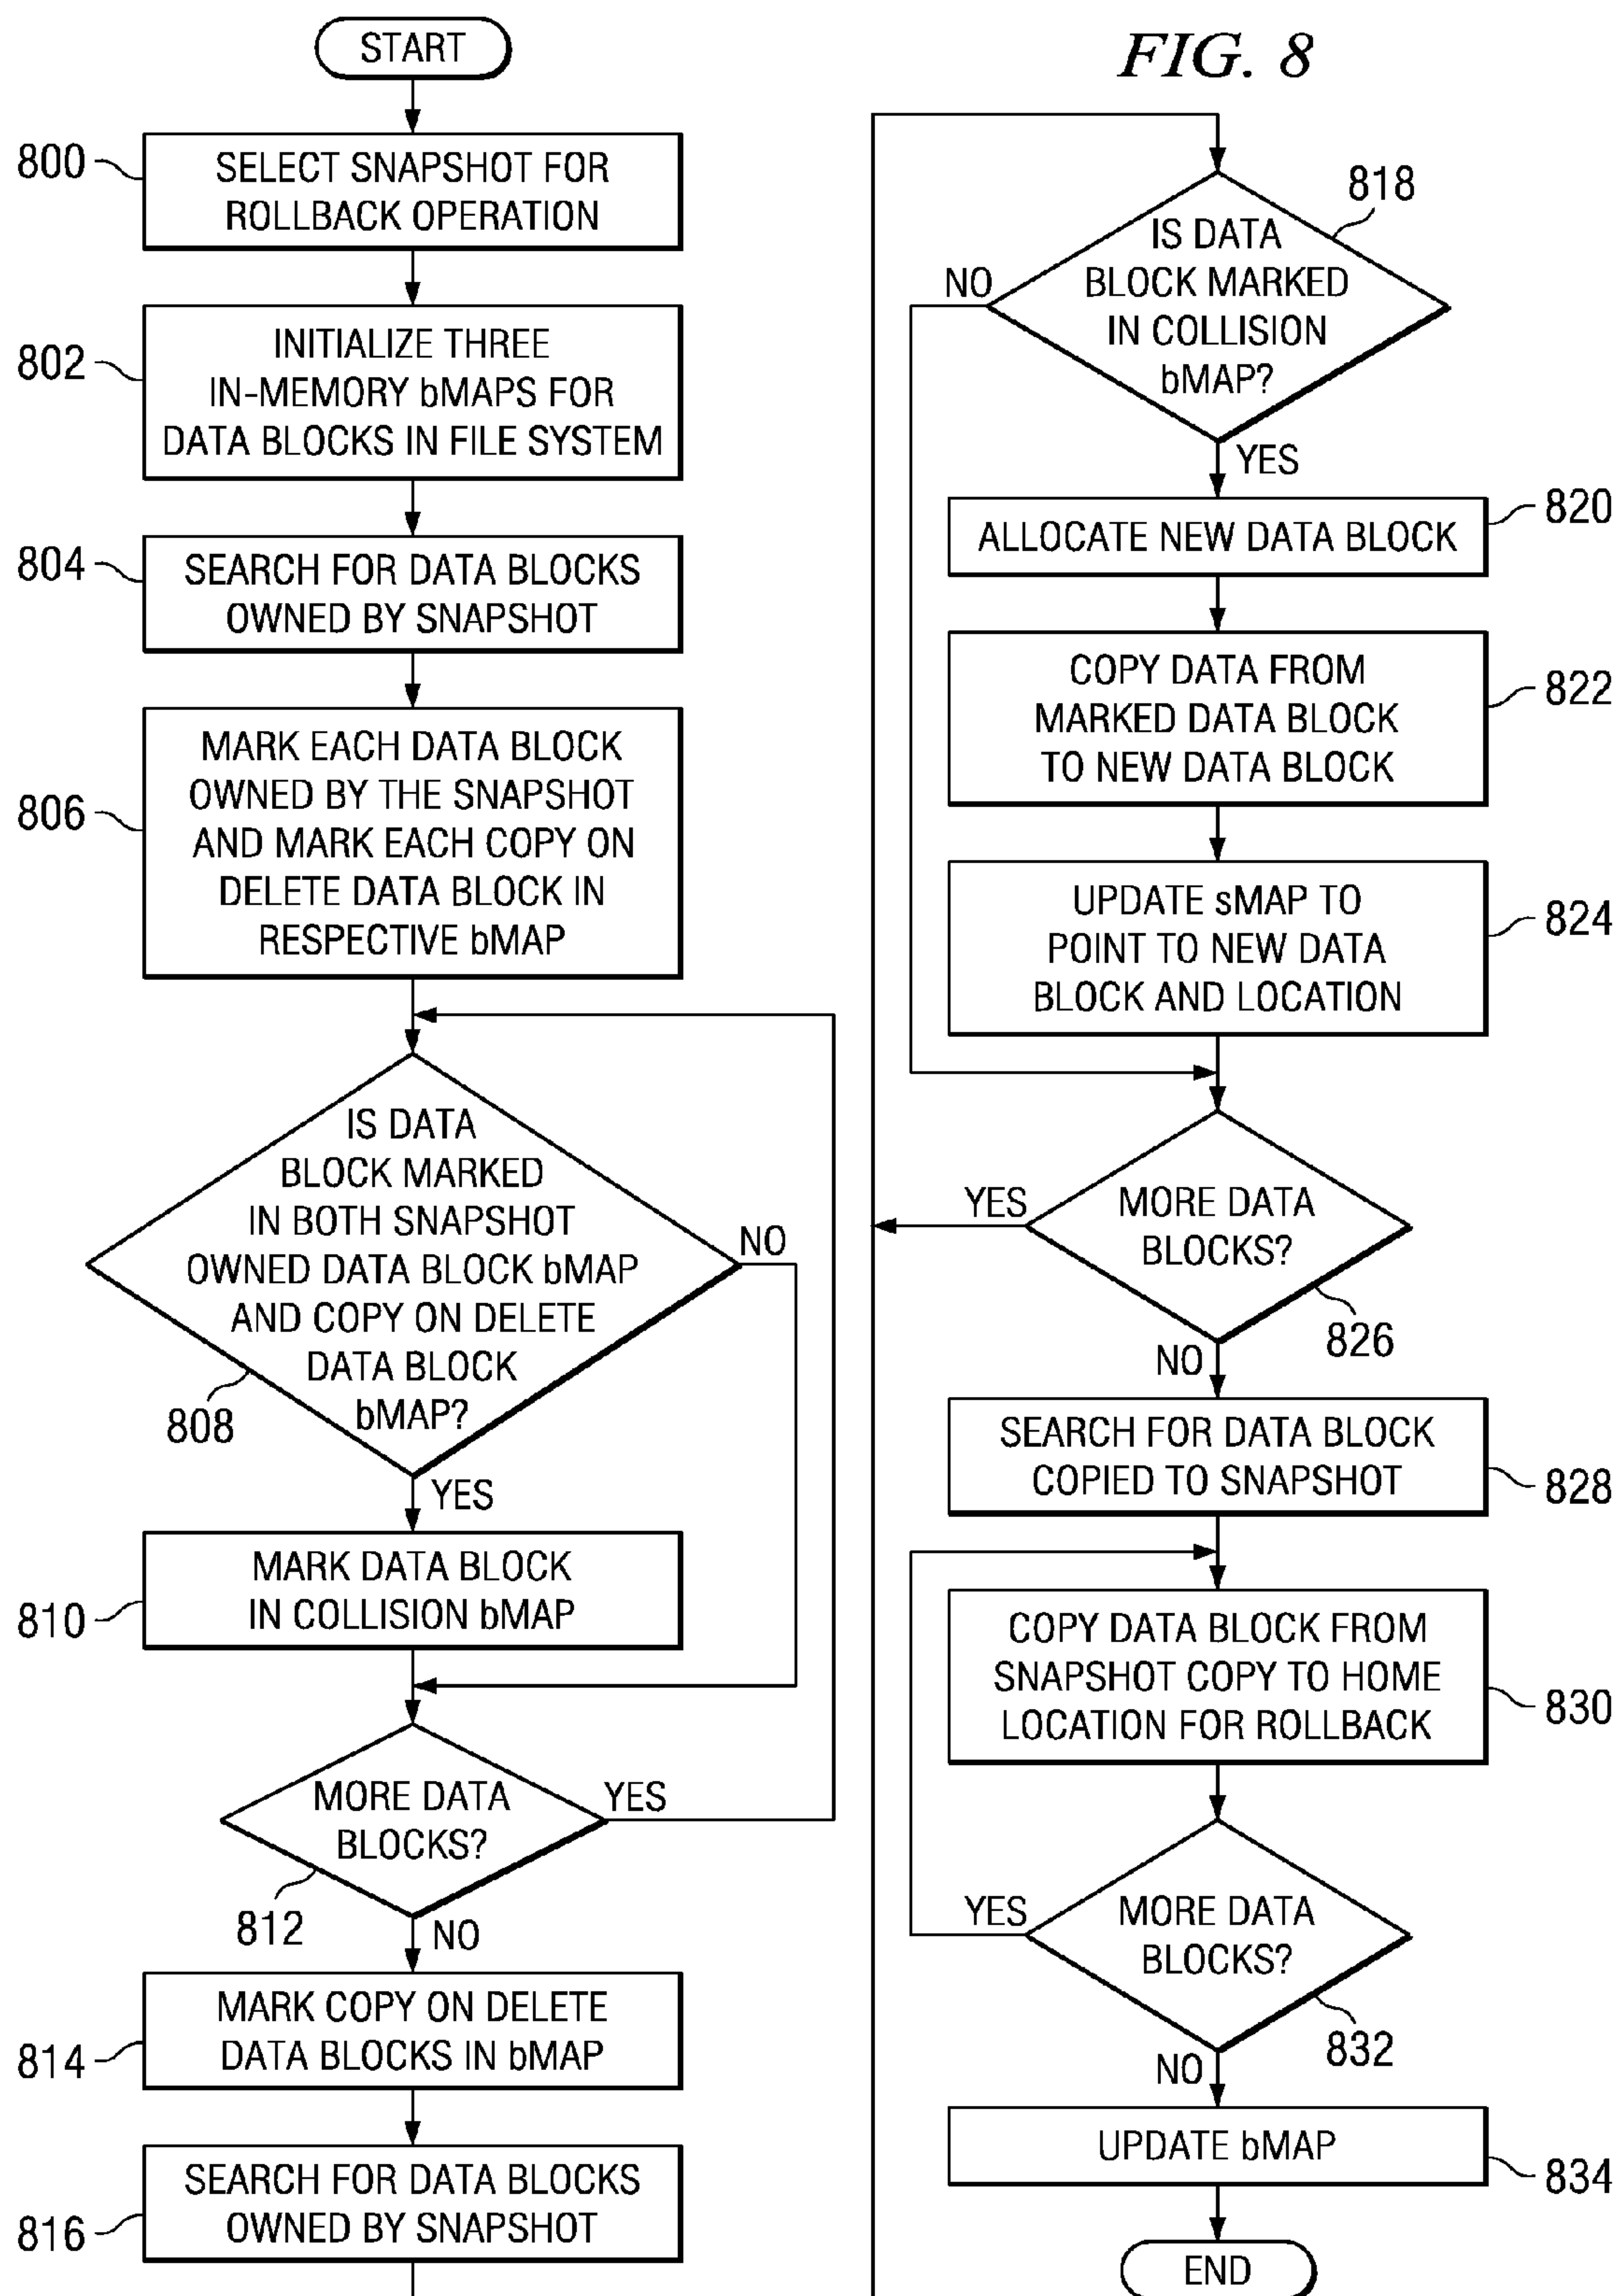 FIG. 8
START
800
SELECT SNAPSHOT FOR
ROLLBACK OPERATION
802
INITIALIZE THREE
IN-MEMORY bMAPS FOR
DATA BLOCKS IN FILE SYSTEM
804
SEARCH FOR DATA BLOCKS
OWNED BY SNAPSHOT
806
MARK EACH DATA BLOCK
OWNED BY THE SNAPSHOT
AND MARK EACH COPY ON
DELETE DATA BLOCK IN
RESPECTIVE bMAP
IS DATA
BLOCK MARKED
IN BOTH SNAPSHOT
OWNED DATA BLOCK bMAP
AND COPY ON DELETE
DATA BLOCK
bMAP?
NO
808
YES
810
MARK DATA BLOCK
IN COLLISION bMAP
MORE DATA
BLOCKS?
YES
812
NO
814
MARK COPY ON DELETE
DATA BLOCKS IN bMAP
816
SEARCH FOR DATA BLOCKS
OWNED BY SNAPSHOT
818
IS DATA
BLOCK MARKED
IN COLLISION
bMAP?
NO
YES
ALLOCATE NEW DATA BLOCK
820
COPY DATA FROM
MARKED DATA BLOCK
TO NEW DATA BLOCK
822
UPDATE sMAP TO
POINT TO NEW DATA
BLOCK AND LOCATION
824
YES
MORE DATA
BLOCKS?
826
NO
SEARCH FOR DATA BLOCK
COPIED TO SNAPSHOT
828
COPY DATA BLOCK FROM
SNAPSHOT COPY TO HOME
LOCATION FOR ROLLBACK
830
YES
MORE DATA
BLOCKS?
832
NO
UPDATE bMAP
834
END